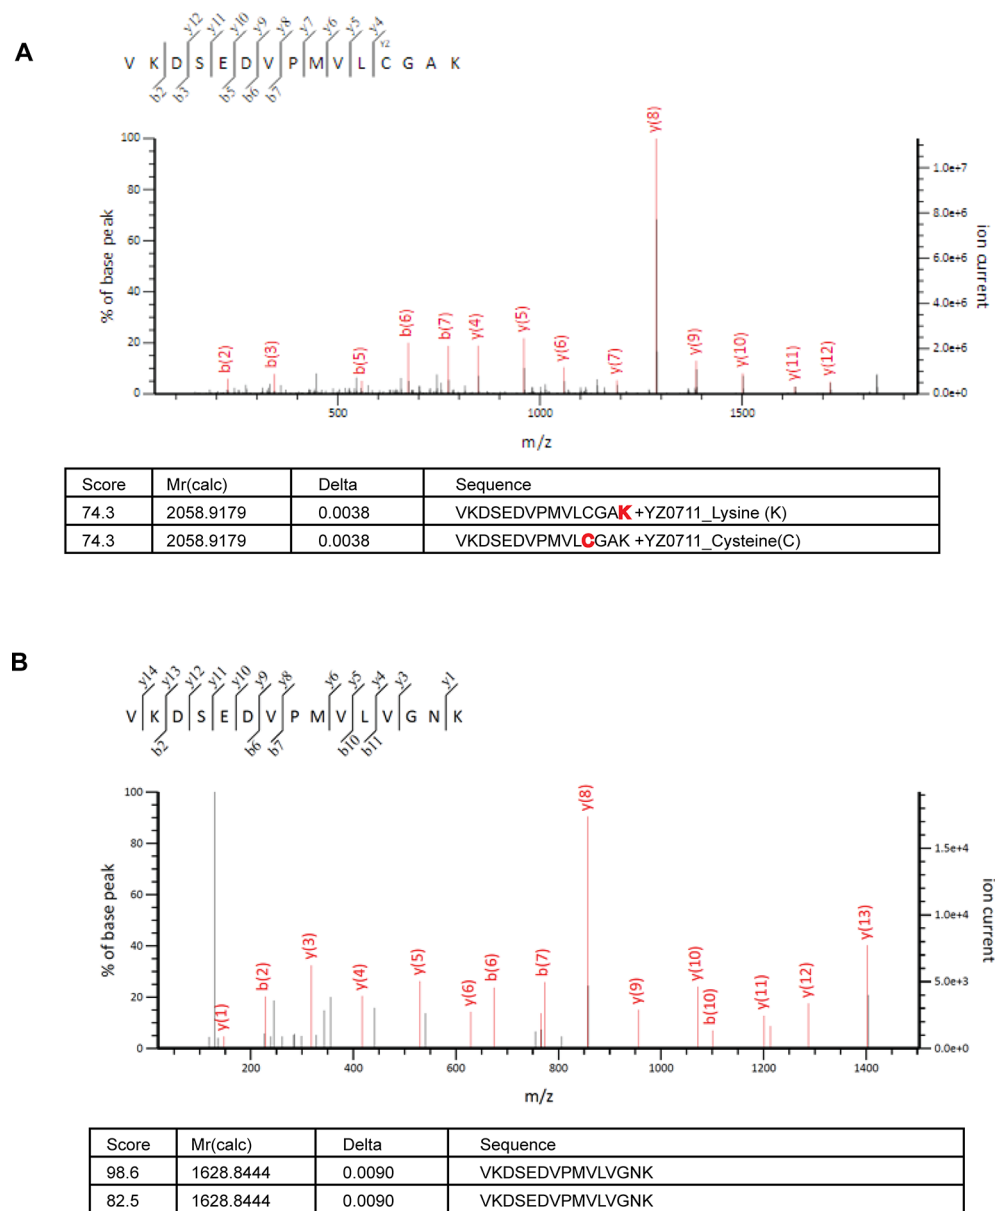 A
y12 y11 y10 y9 y8 y7 y6 y5 y4
YZ
V K D S E D V P M V L C G A K
b2 b3 b5 b6 b7
% of base peak
100
80
60
40
20
0
b(2) b(3) b(5) b(6) b(7) y(4) y(5) y(6) y(7) y(8) y(9) y(10) y(11) y(12)
1.0e+7
8.0e+6
6.0e+6
4.0e+6
2.0e+6
0.0e+0
ion current
500 1000 1500
m/z
Score Mr(calc) Delta Sequence
74.3 2058.9179 0.0038 VKDSEDVPMVLCGAK +YZ0711_Lysine (K)
74.3 2058.9179 0.0038 VKDSEDVPMVLCGAK +YZ0711_Cysteine(C)
B
y14 y13 y12 y11 y10 y9 y8 y6 y5 y4 y3 y1
V K D S E D V P M V L V G N K
b2 b6 b7 b10 b11
% of base peak
100
80
60
40
20
0
y(1) b(2) y(3) y(4) y(5) y(6) b(6) b(7) y(8) y(9) y(10) b(10) y(11) y(12) y(13)
1.5e+4
1.0e+4
5.0e+3
0.0e+0
ion current
200 400 600 800 1000 1200 1400
m/z
Score Mr(calc) Delta Sequence
98.6 1628.8444 0.0090 VKDSEDVPMVLVGNK
82.5 1628.8444 0.0090 VKDSEDVPMVLVGNK